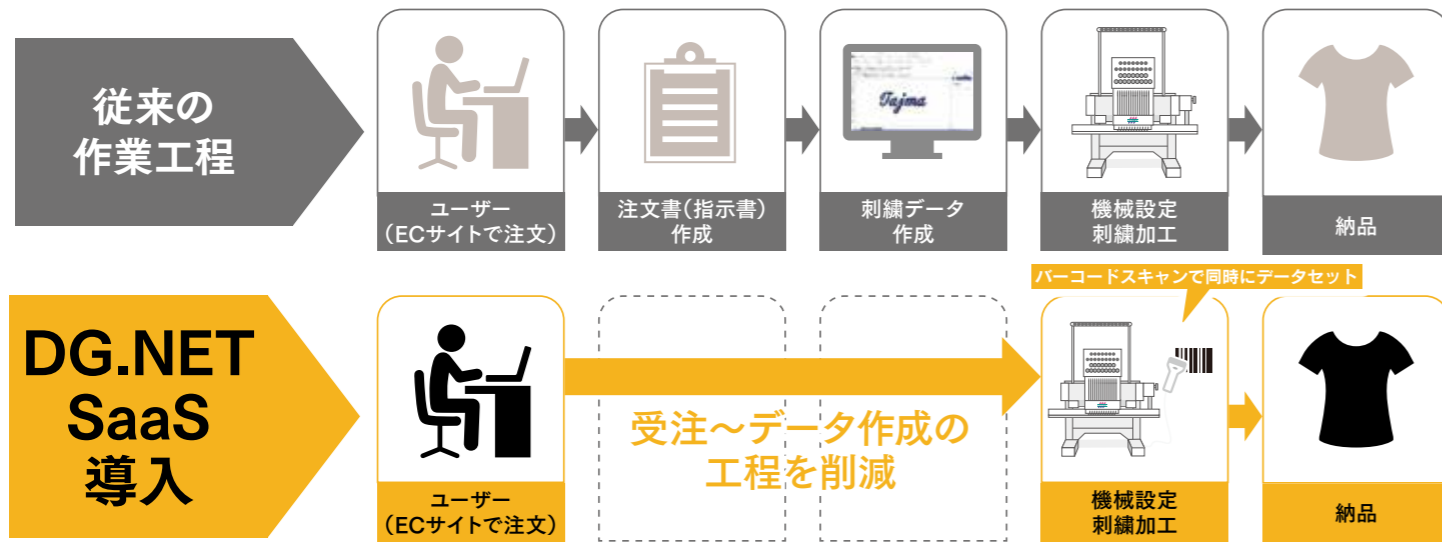 従来の
作業工程
Tajma
ユーザー
（ECサイトで注文）
注文書（指示書）
作成
刺繍データ
作成
機械設定
刺繍加工
納品
DG.NET
SaaS
導入
バーコードスキャンで同時にデータセット
受注〜データ作成の
工程を削減
ユーザー
（ECサイトで注文）
機械設定
刺繍加工
納品